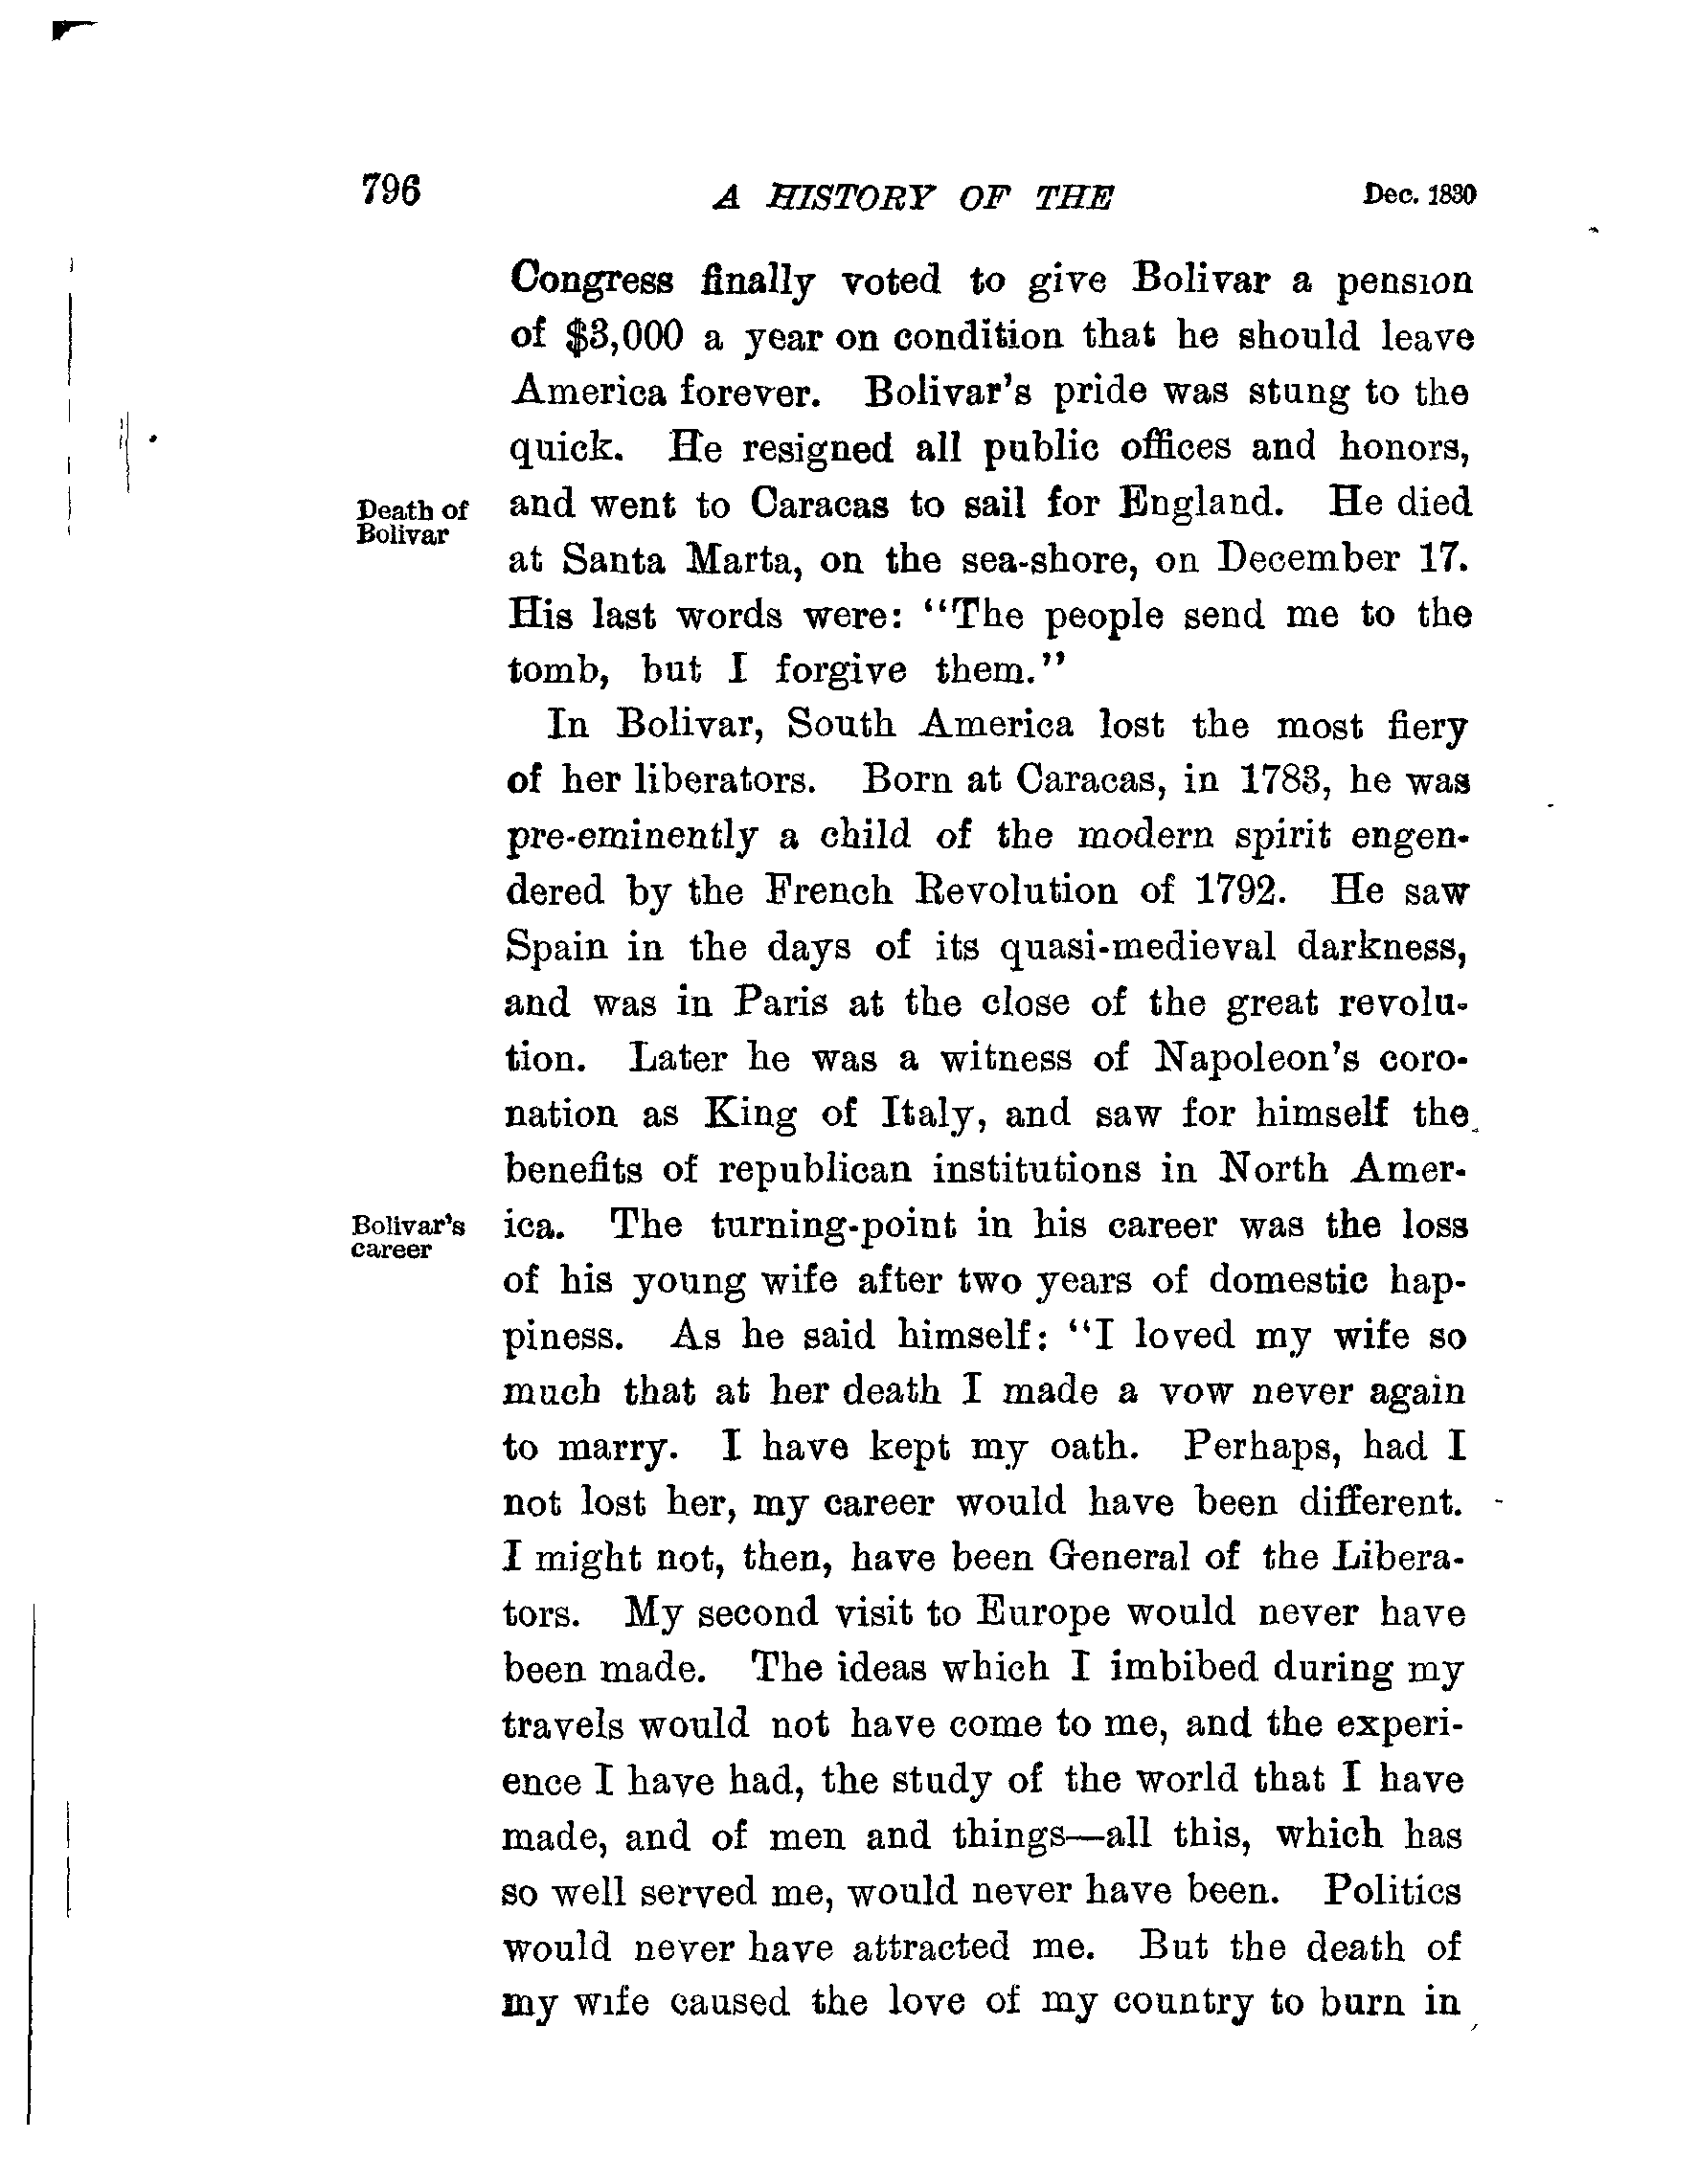 796 A HISTORY OF THE Dec. 1830
Congress finally voted to give Bolivar a pension
of $3,000 a year on condition that he should leave
America forever. Bolivar's pride was stung to the
quick. He resigned all public offices and honors,
Death of
Bolivar
and went to Caracas to sail for England. He died
at Santa Marta, on the sea-shore, on December 17.
His last words were: "The people send me to the
tomb, but I forgive them."
In Bolivar, South America lost the most fiery
of her liberators. Born at Caracas, in 1783, he was
pre-eminently a child of the modern spirit engen-
dered by the French Revolution of 1792. He saw
Spain in the days of its quasi-medieval darkness,
and was in Paris at the close of the great revolu-
tion. Later he was a witness of Napoleon's coro-
nation as King of Italy, and saw for himself the
benefits of republican institutions in North Amer-
Bolivar's
career
ica. The turning-point in his career was the loss
of his young wife after two years of domestic hap-
piness. As he said himself: "I loved my wife so
much that at her death I made a vow never again
to marry. I have kept my oath. Perhaps, had I
not lost her, my career would have been different.
I might not, then, have been General of the Libera-
tors. My second visit to Europe would never have
been made. The ideas which I imbibed during my
travels would not have come to me, and the experi-
ence I have had, the study of the world that I have
made, and of men and things—all this, which has
so well served me, would never have been. Politics
would never have attracted me. But the death of
my wife caused the love of my country to burn in